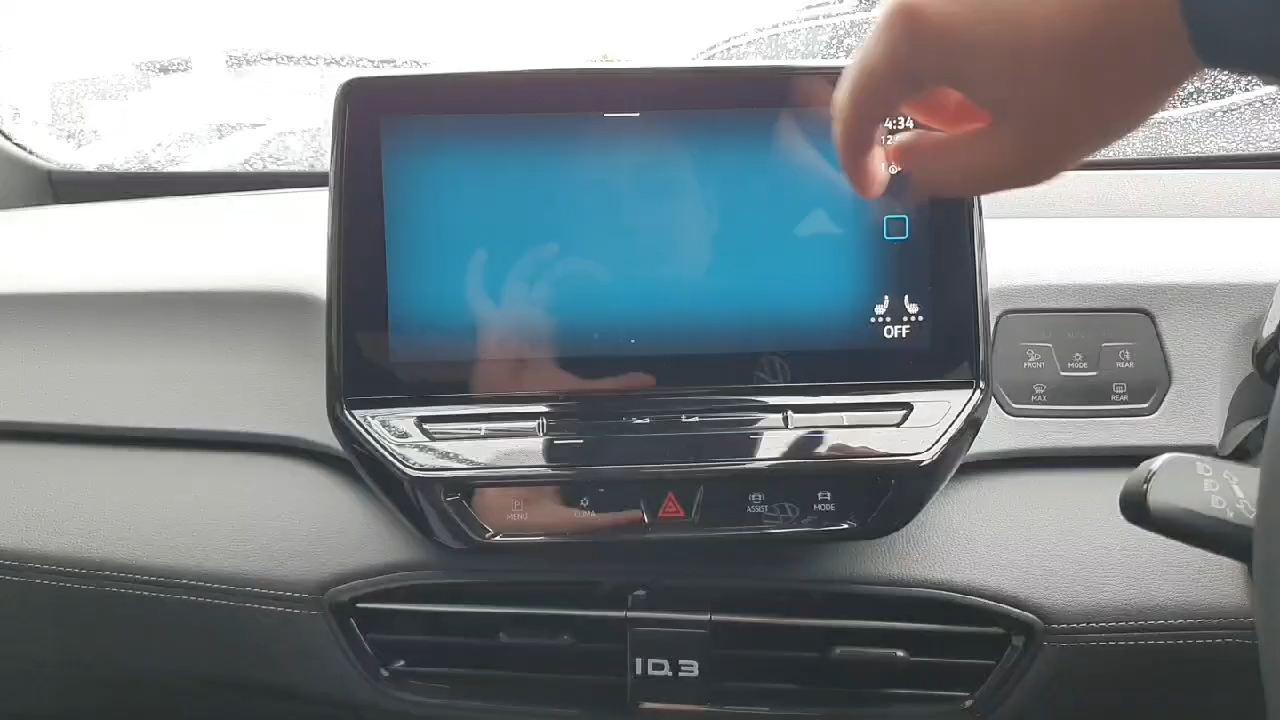 4:34
OFF
FRONT
MODE
REAR
MAX
REAR
MENU
CLIMA
ASSIST
MODE
ID.3